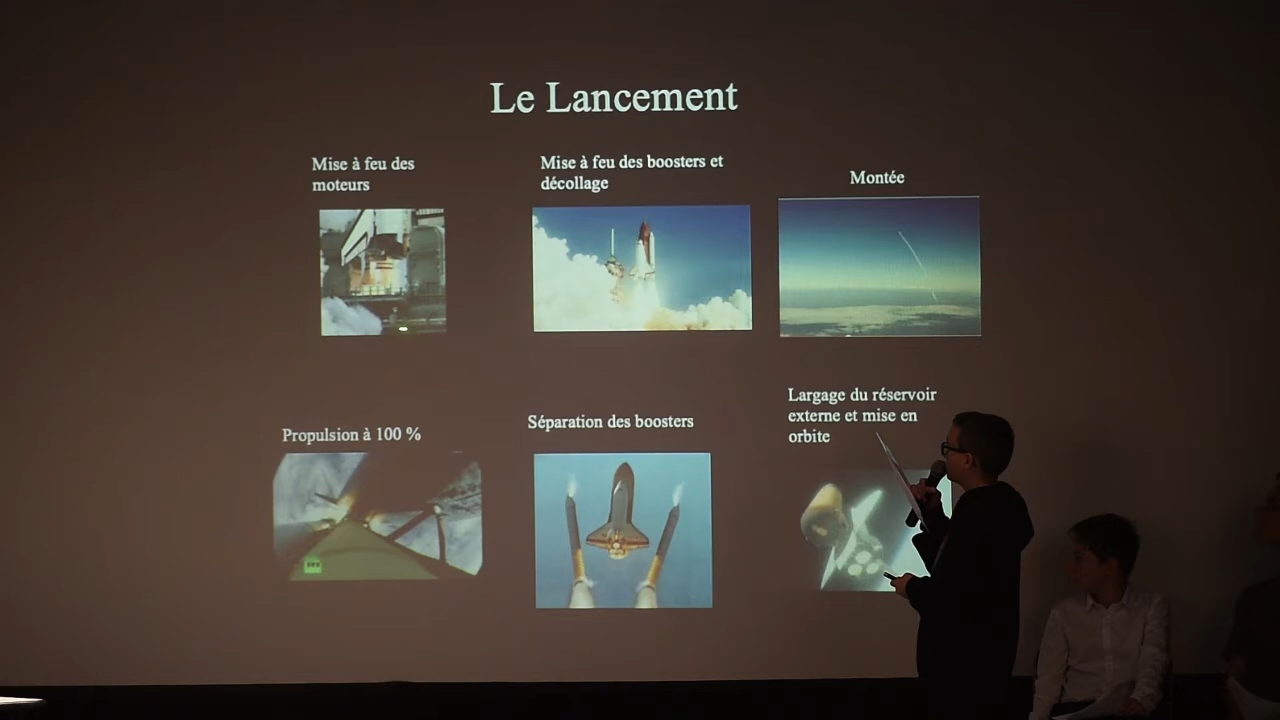 Le Lancement
Mise à feu des
moteurs
Mise à feu des boosters et
décollage
Montée
Propulsion à 100 %
Séparation des boosters
Largage du réservoir
externe et mise en
orbite